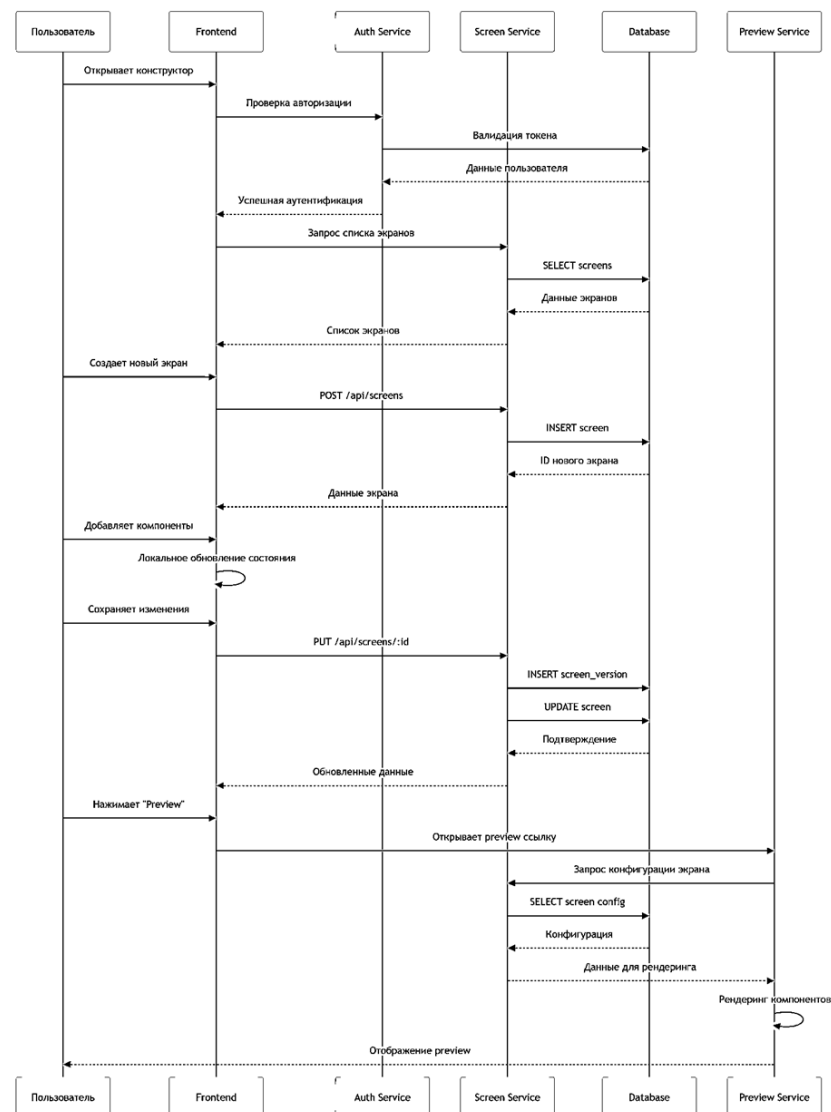 Пользователь
Frontend
Auth Service
Screen Service
Database
Preview Service
Открывает конструктор
Проверка авторизации
Валидация токена
Данные пользователя
Успешная аутентификация
Запрос списка экранов
SELECT screens
Данные экранов
Список экранов
Создает новый экран
POST /api/screens
INSERT screen
ID нового экрана
Данные экрана
Добавляет компоненты
Локальное обновление состояния
Сохраняет изменения
PUT /api/screens/:id
INSERT screen_version
UPDATE screen
Подтверждение
Обновленные данные
Нажимает "Preview"
Открывает preview ссылку
Запрос конфигурации экрана
SELECT screen config
Конфигурация
Данные для рендеринга
Рендеринг компонентов
Отображение preview
Пользователь
Frontend
Auth Service
Screen Service
Database
Preview Service